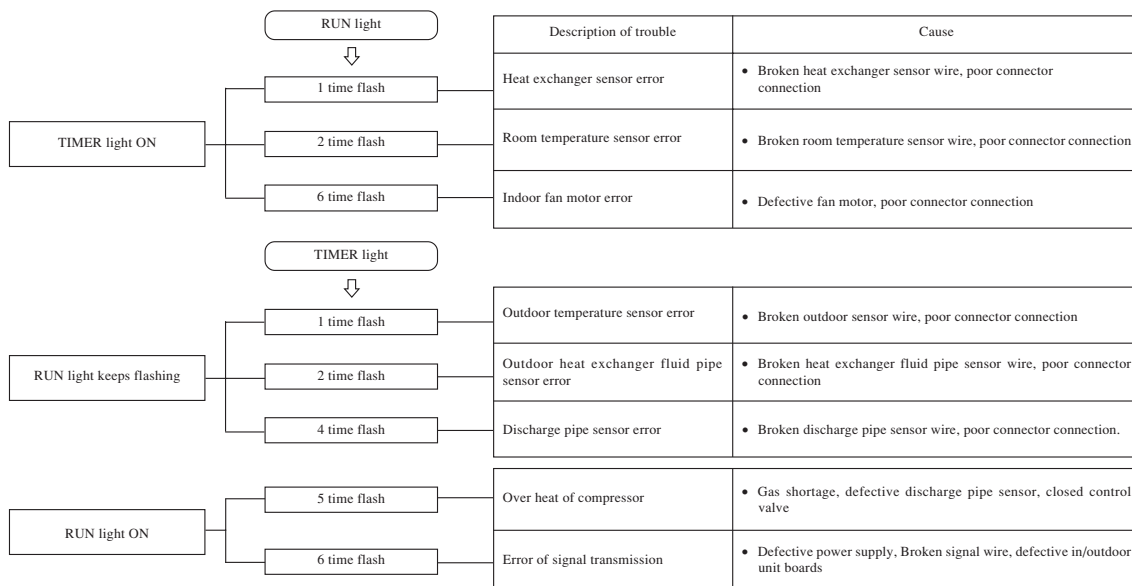 RUN light
Description of trouble
Cause
TIMER light ON
1 time flash
Heat exchanger sensor error
• Broken heat exchanger sensor wire, poor connector
connection
2 time flash
Room temperature sensor error
• Broken room temperature sensor wire, poor connector connection
6 time flash
Indoor fan motor error
• Defective fan motor, poor connector connection
TIMER light
RUN light keeps flashing
1 time flash
Outdoor temperature sensor error
• Broken outdoor sensor wire, poor connector connection
2 time flash
Outdoor heat exchanger fluid pipe
sensor error
• Broken heat exchanger fluid pipe sensor wire, poor connector
connection
4 time flash
Discharge pipe sensor error
• Broken discharge pipe sensor wire, poor connector connection.
RUN light ON
5 time flash
Over heat of compressor
• Gas shortage, defective discharge pipe sensor, closed control
valve
6 time flash
Error of signal transmission
• Defective power supply, Broken signal wire, defective in/outdoor
unit boards